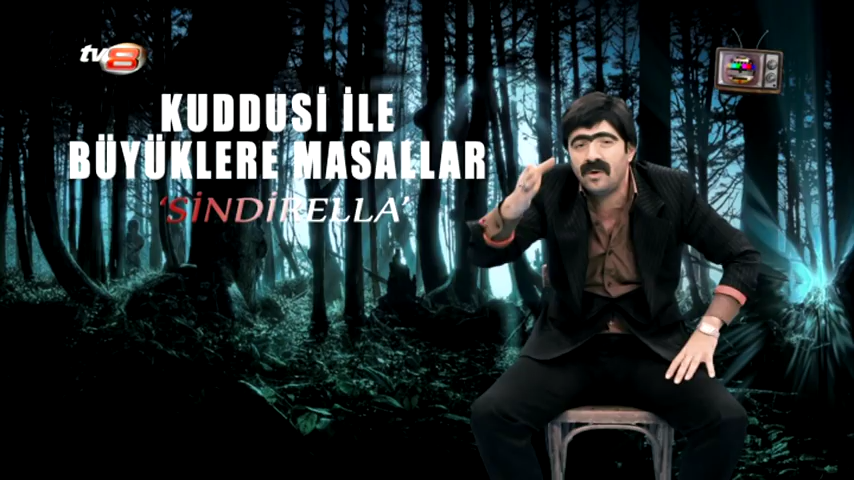 tv8
KUDDUSİ İLE
BÜYÜKLERE MASALLAR
'SİNDİRELLA'